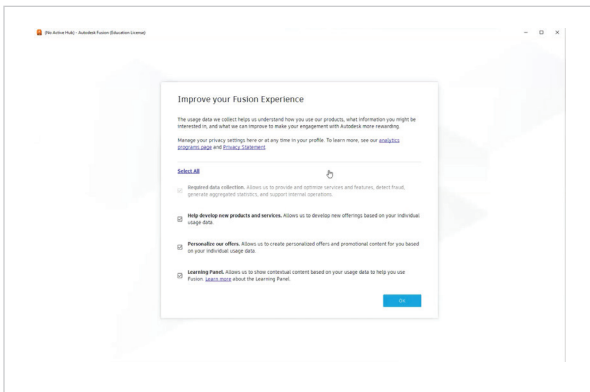 (No Active Hub) - Autodesk Fusion (Education License)
Improve your Fusion Experience
The usage data we collect helps us understand how you use our products, what information you might be
interested in, and what we can improve to make your engagement with Autodesk more rewarding.
Manage your privacy settings here or at any time in your profile. To learn more, see our analytics
programs page and Privacy Statement
Select All
Required data collection. Allows us to provide and optimize services and features, detect fraud,
generate aggregated statistics, and support internal operations.
Help develop new products and services. Allows us to develop new offerings based on your individual
usage data.
Personalize our offers. Allows us to create personalized offers and promotional content for you based
on your individual usage data.
Learning Panel. Allows us to show contextual content based on your usage data to help you use
Fusion. Learn more about the Learning Panel.
OK